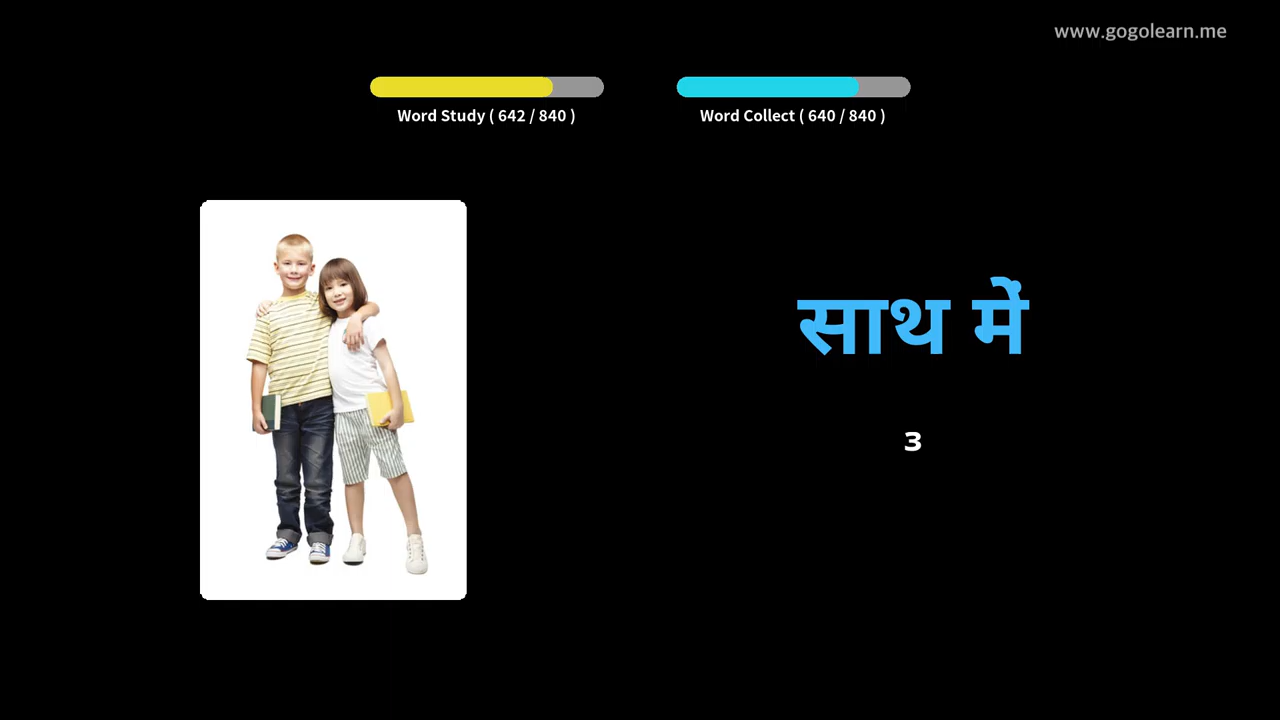 www.gogolearn.me
Word Study ( 642 / 840 )
Word Collect ( 640 / 840 )
साथ में
3